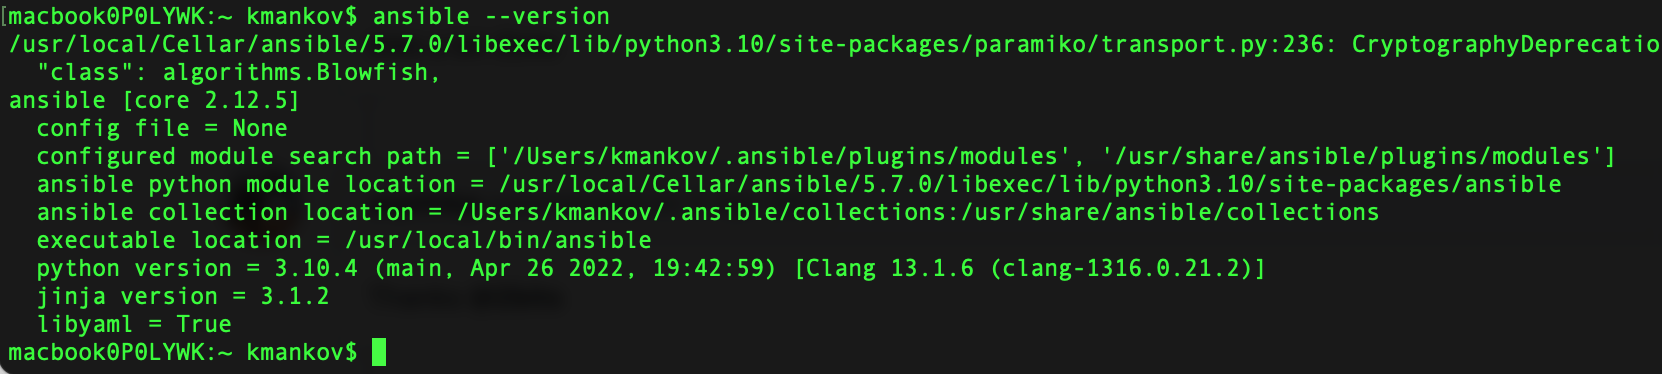 [macbook0P0LYWK:~ kmankov$ ansible --version
/usr/local/Cellar/ansible/5.7.0/libexec/lib/python3.10/site-packages/paramiko/transport.py:236: CryptographyDeprecatio
"class": algorithms.Blowfish,
ansible [core 2.12.5]
config file = None
configured module search path = ['/Users/kmankov/.ansible/plugins/modules', '/usr/share/ansible/plugins/modules']
ansible python module location = /usr/local/Cellar/ansible/5.7.0/libexec/lib/python3.10/site-packages/ansible
ansible collection location = /Users/kmankov/.ansible/collections:/usr/share/ansible/collections
executable location = /usr/local/bin/ansible
python version = 3.10.4 (main, Apr 26 2022, 19:42:59) [Clang 13.1.6 (clang-1316.0.21.2)]
jinja version = 3.1.2
libyaml = True
macbook0P0LYWK:~ kmankov$